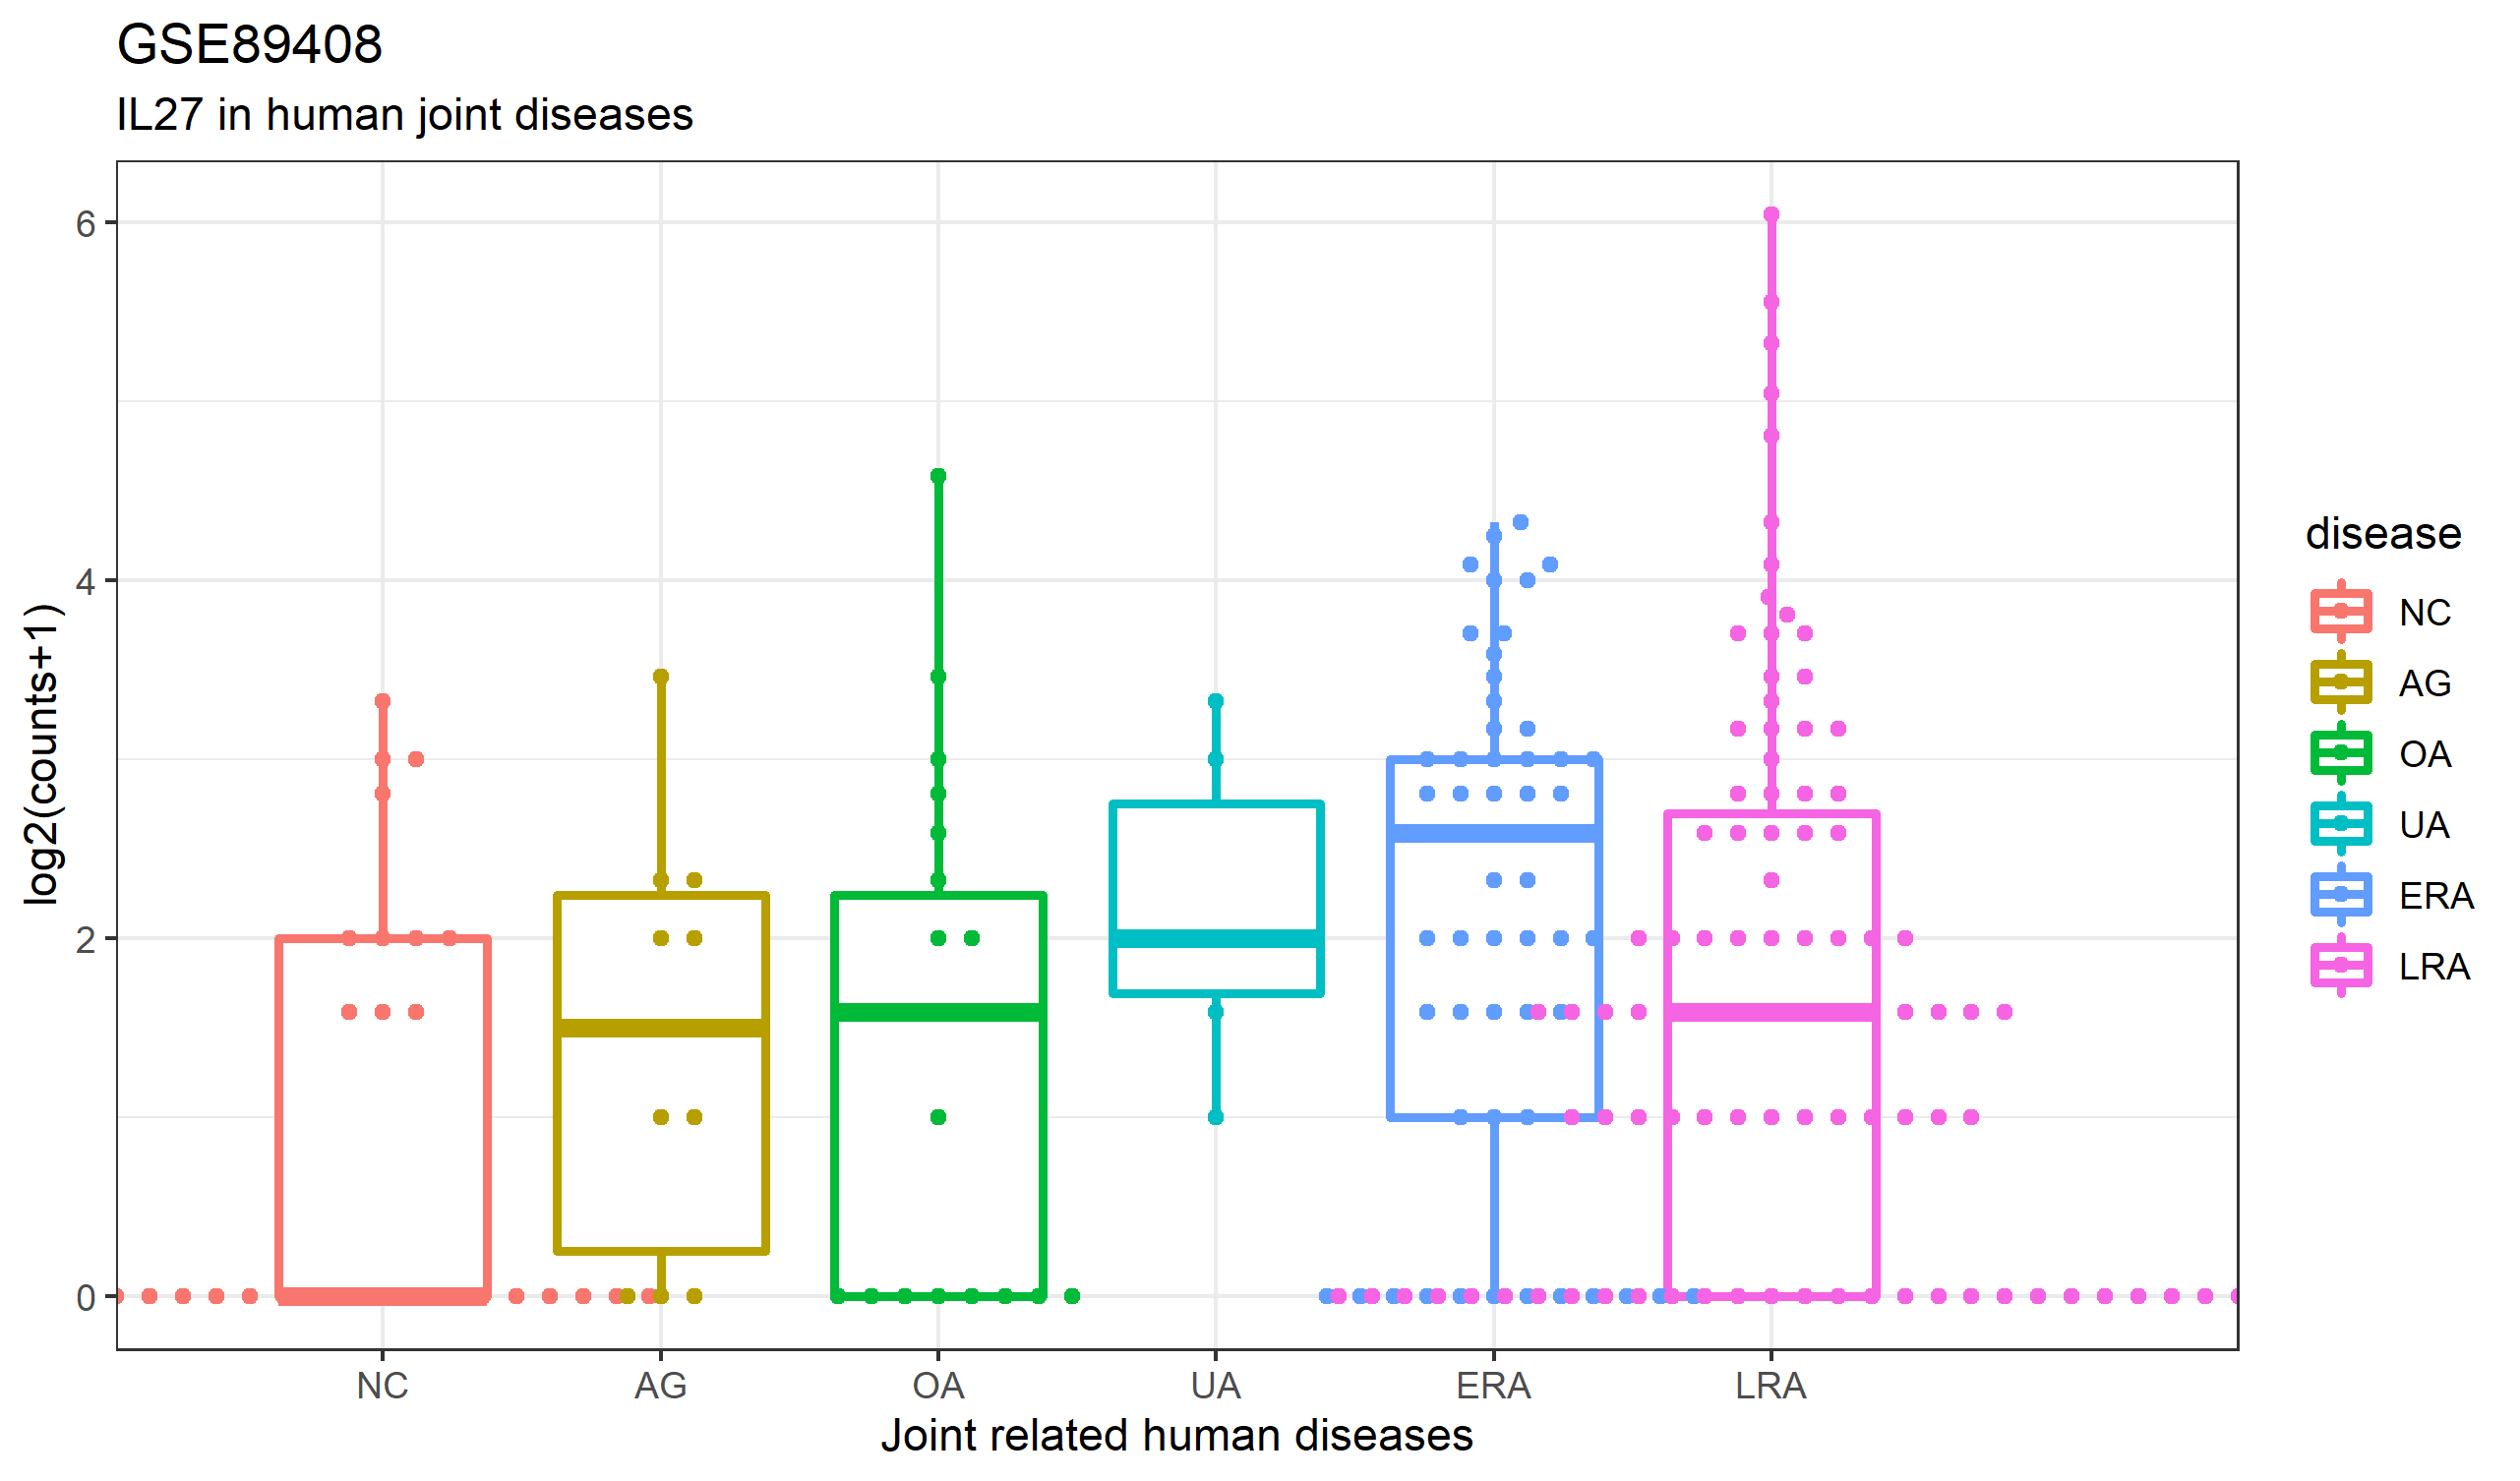 GSE89408
IL27 in human joint diseases
6
4
2
0
log2(counts+1)
NC
AG
OA
UA
ERA
LRA
Joint related human diseases
disease
NC
AG
OA
UA
ERA
LRA